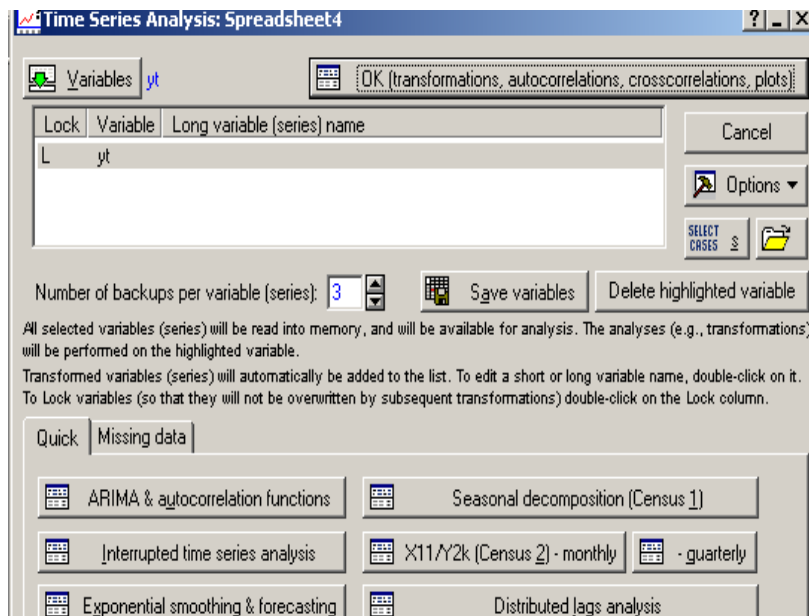 Time Series Analysis: Spreadsheet4
Variables yt OK (transformations, autocorrelations, crosscorrelations, plots)
Lock Variable Long variable (series) name
L yt
Cancel
Options
SELECT CASES S
Number of backups per variable (series): 3 Save variables Delete highlighted variable
All selected variables (series) will be read into memory, and will be available for analysis. The analyses (e.g., transformations)
will be performed on the highlighted variable.
Transformed variables (series) will automatically be added to the list. To edit a short or long variable name, double-click on it.
To Lock variables (so that they will not be overwritten by subsequent transformations) double-click on the Lock column.
Quick Missing data
ARIMA & autocorrelation functions Seasonal decomposition (Census 1)
Interrupted time series analysis X11/Y2k (Census 2) - monthly - quarterly
Exponential smoothing & forecasting Distributed lags analysis